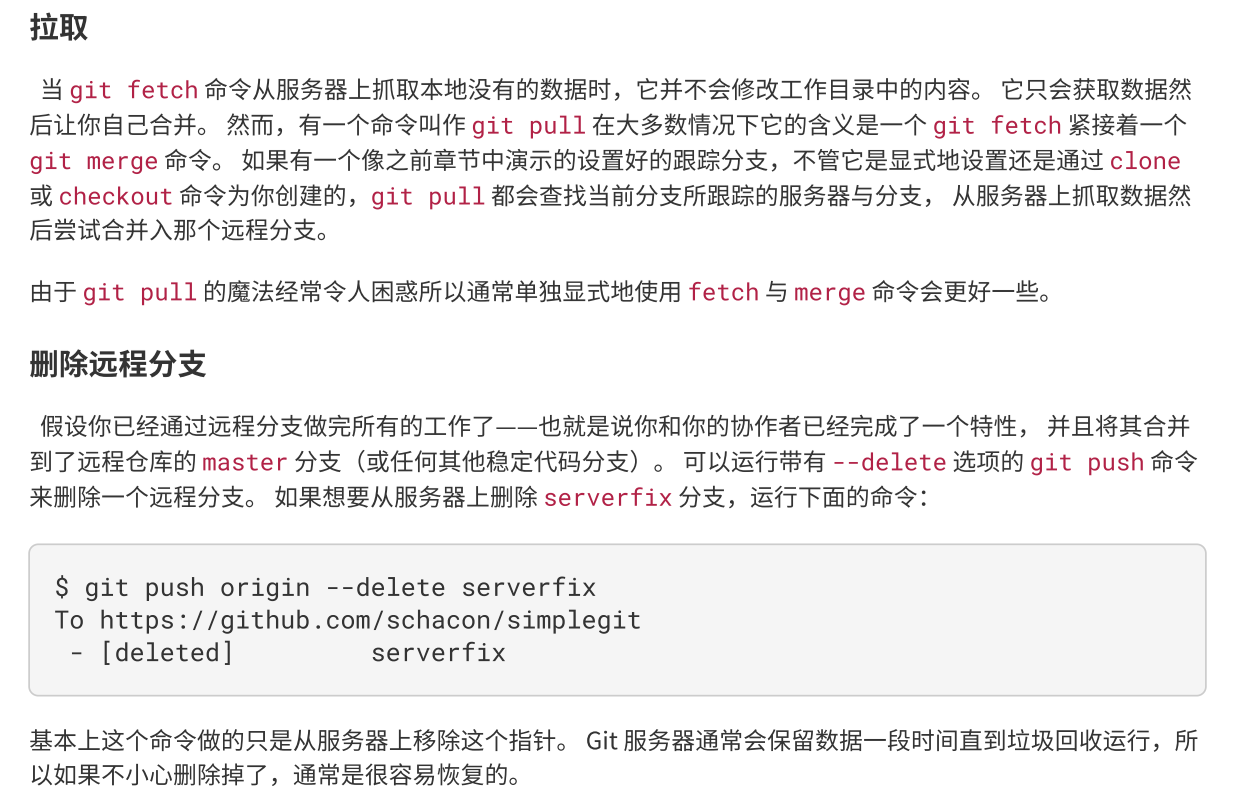 拉取
当 git fetch 命令从服务器上抓取本地没有的数据时，它并不会修改工作目录中的内容。 它只会获取数据然
后让你自己合并。 然而，有一个命令叫作 git pull 在大多数情况下它的含义是一个 git fetch 紧接着一个
git merge 命令。 如果有一个像之前章节中演示的设置好的跟踪分支，不管它是显式地设置还是通过 clone
或 checkout 命令为你创建的，git pull 都会查找当前分支所跟踪的服务器与分支， 从服务器上抓取数据然
后尝试合并入那个远程分支。
由于 git pull 的魔法经常令人困惑所以通常单独显式地使用 fetch 与 merge 命令会更好一些。
删除远程分支
假设你已经通过远程分支做完所有的工作了——也就是说你和你的协作者已经完成了一个特性， 并且将其合并
到了远程仓库的 master 分支（或任何其他稳定代码分支）。 可以运行带有 --delete 选项的 git push 命令
来删除一个远程分支。 如果想要从服务器上删除 serverfix 分支，运行下面的命令：
$ git push origin --delete serverfix
To https://github.com/schacon/simplegit
 - [deleted]         serverfix
基本上这个命令做的只是从服务器上移除这个指针。 Git 服务器通常会保留数据一段时间直到垃圾回收运行，所
以如果不小心删除掉了，通常是很容易恢复的。